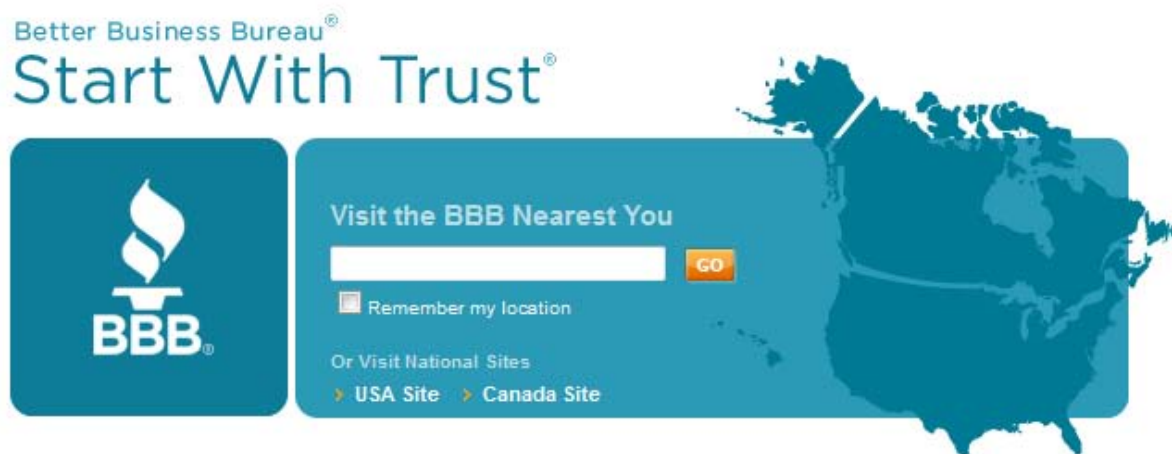 Better Business Bureau®
Start With Trust®
BBB®
Visit the BBB Nearest You
GO
Remember my location
Or Visit National Sites
USA Site Canada Site